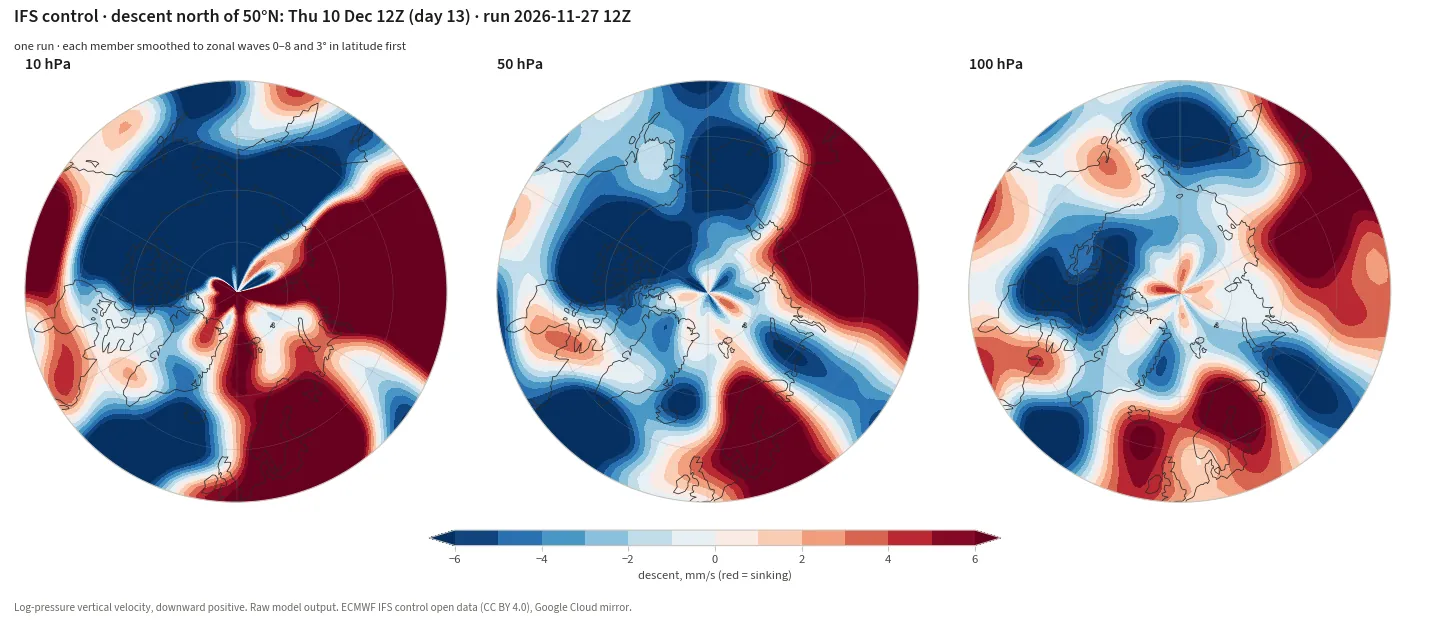 IFS control · descent north of 50°N: Thu 10 Dec 12Z (day 13) · run 2026-11-27 12Z
one run · each member smoothed to zonal waves 0–8 and 3° in latitude first
10 hPa
50 hPa
100 hPa
−6 −4 −2 0 2 4 6
descent, mm/s (red = sinking)
Log-pressure vertical velocity, downward positive. Raw model output. ECMWF IFS control open data (CC BY 4.0), Google Cloud mirror.